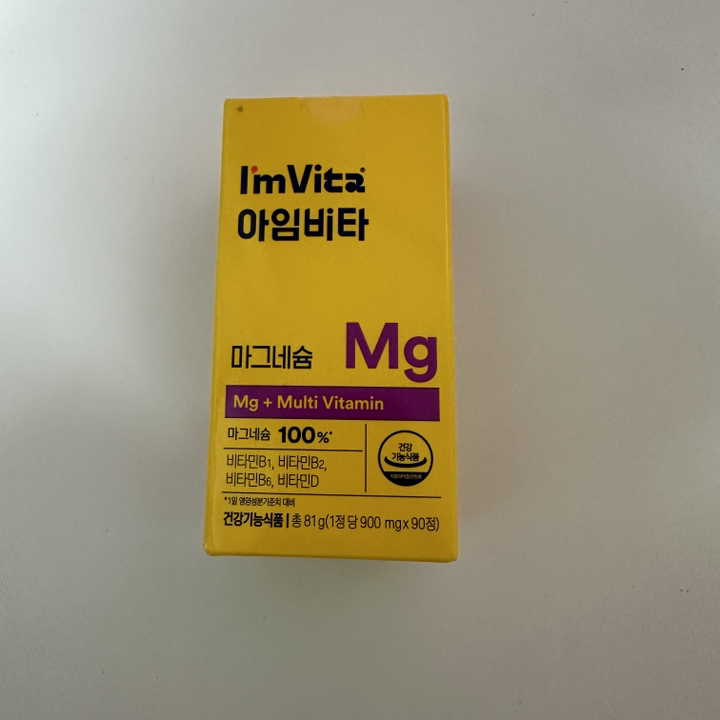 I'mVita
아임비타
마그네슘 Mg
Mg + Multi Vitamin
마그네슘 100%*
비타민B1, 비타민B2,
비타민B6, 비타민D
건강
기능식품
*1일 영양성분기준치 대비
건강기능식품 | 총 81g(1정 당 900 mg x 90정)